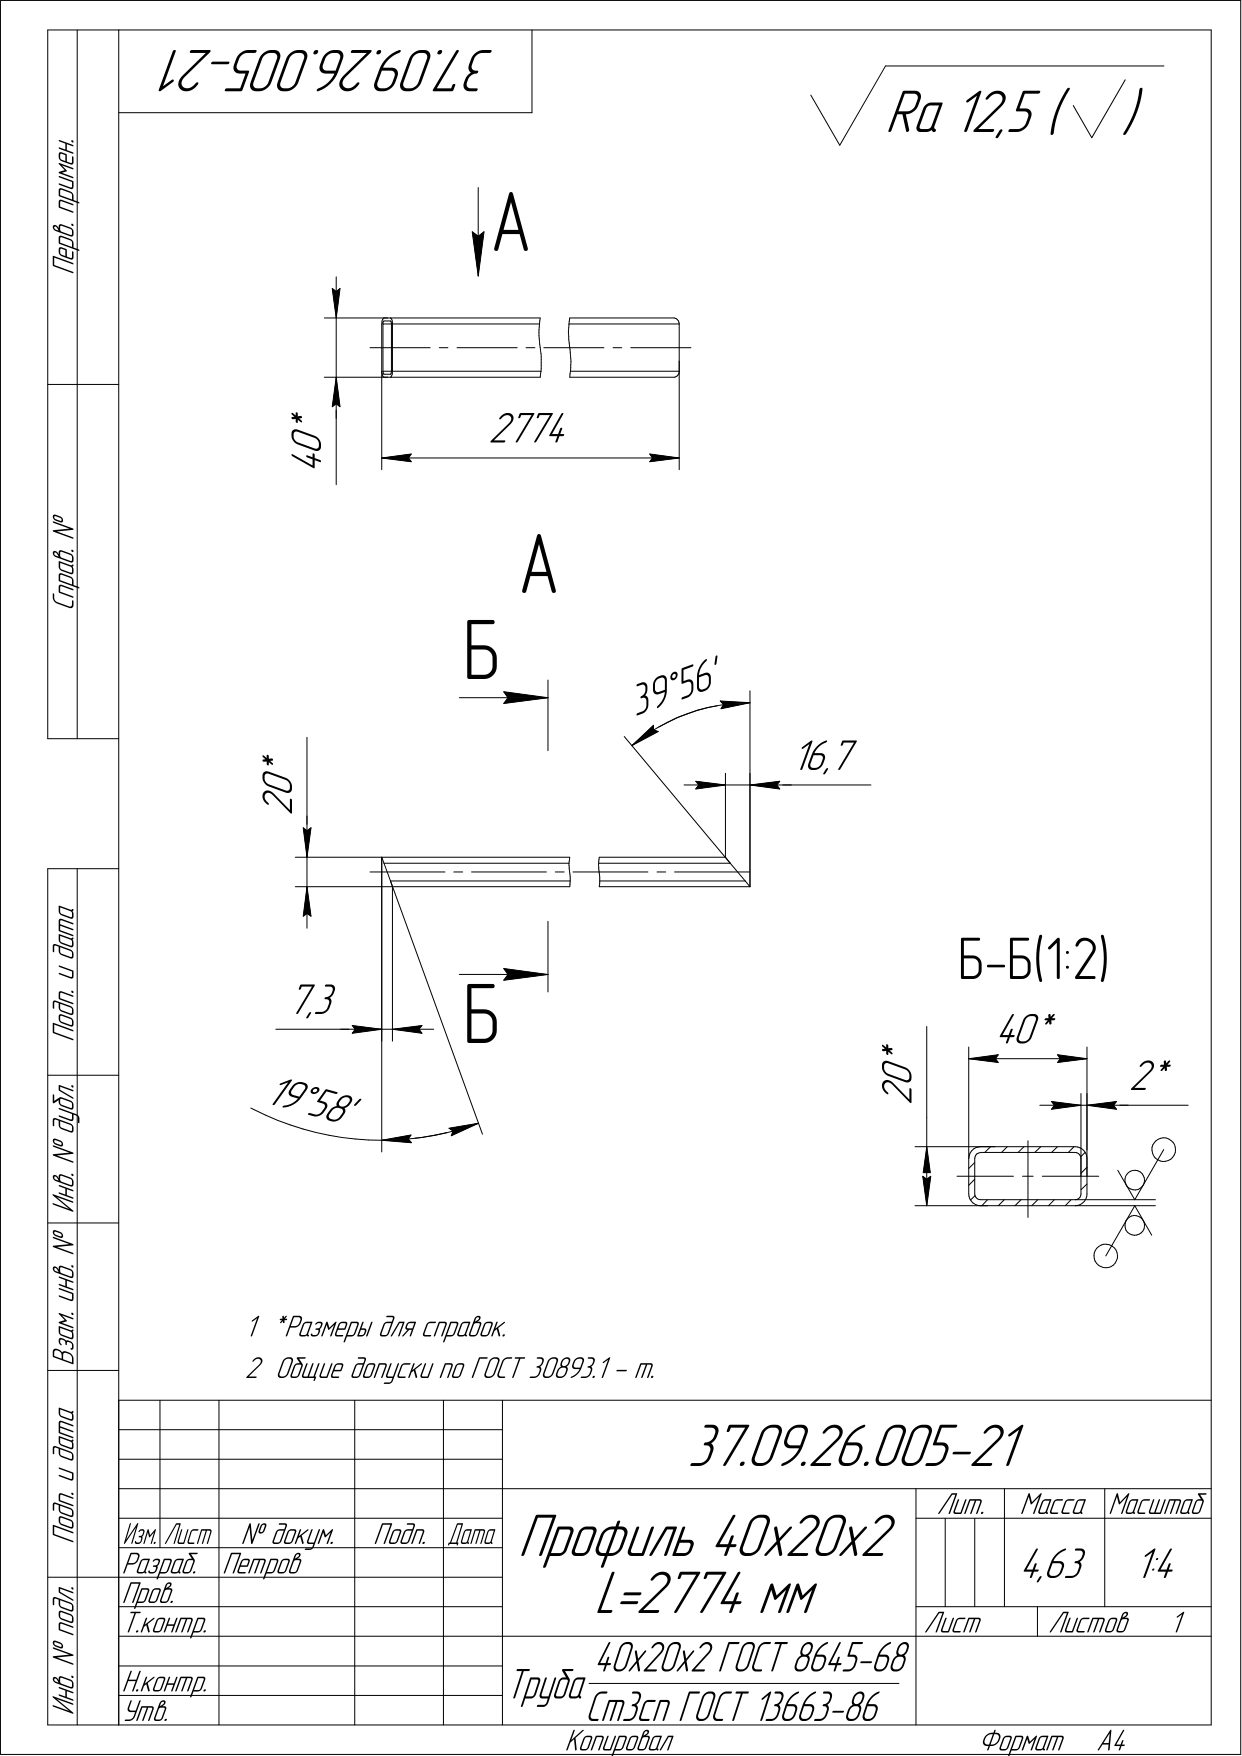 37.09.26.005-21
Ra 12,5 (√)
Перв. примен.
Справ. №
Подп. и дата
Инв. № дубл.
Взам. инв. №
Подп. и дата
Инв. № подл.
А
40*
2774
А
Б
39°56'
16,7
20*
7,3
Б
19°58'
Б-Б(1:2)
40*
20*
2*
1 *Размеры для справок.
2 Общие допуски по ГОСТ 30893.1 - т.
37.09.26.005-21
Лит. Масса Масштаб
Изм. Лист № докум. Подп. Дата
Разраб. Петров
Пров.
Т.контр.
Н.контр.
Утв.
Профиль 40х20х2
L=2774 мм
4,63 1:4
Лист Листов 1
Труба 40х20х2 ГОСТ 8645-68
Ст3сп ГОСТ 13663-86
Копировал Формат А4